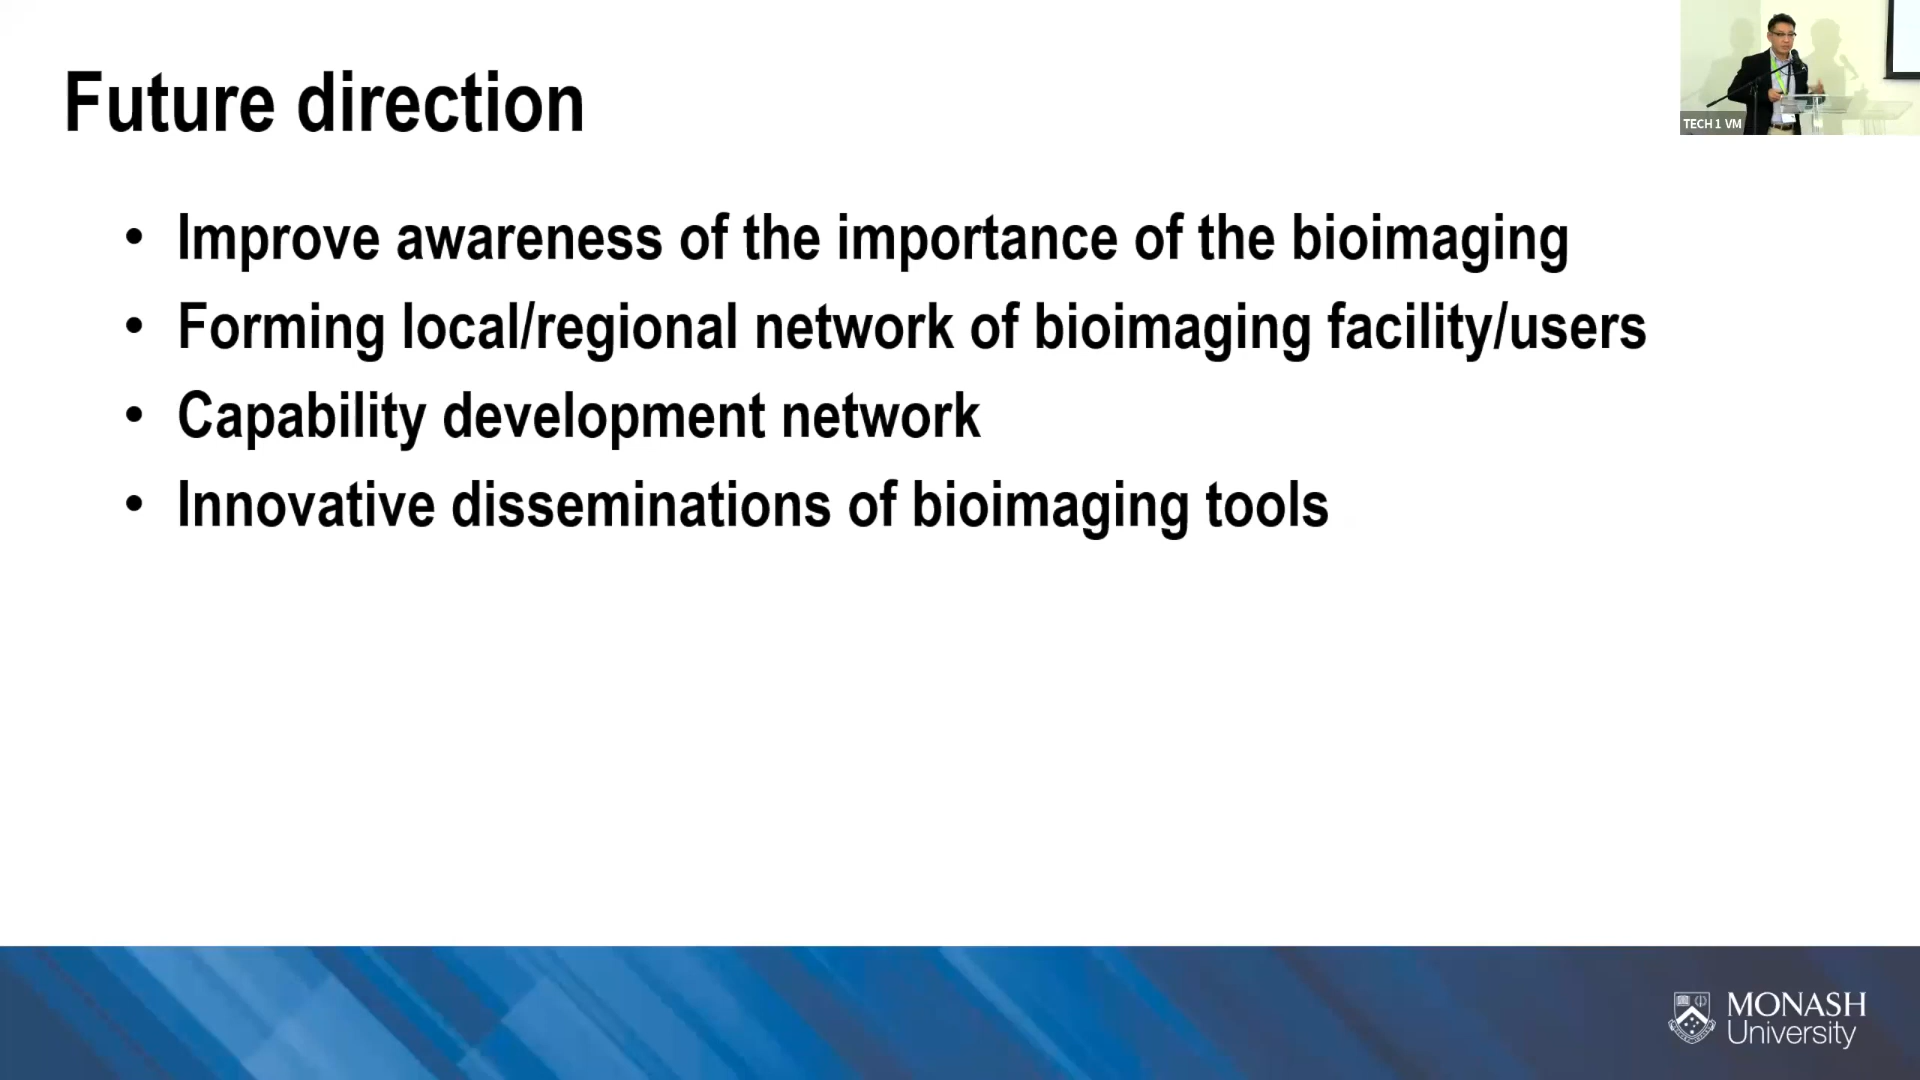 Future direction
TECH 1 VM
• Improve awareness of the importance of the bioimaging
• Forming local/regional network of bioimaging facility/users
• Capability development network
• Innovative disseminations of bioimaging tools
MONASH
University